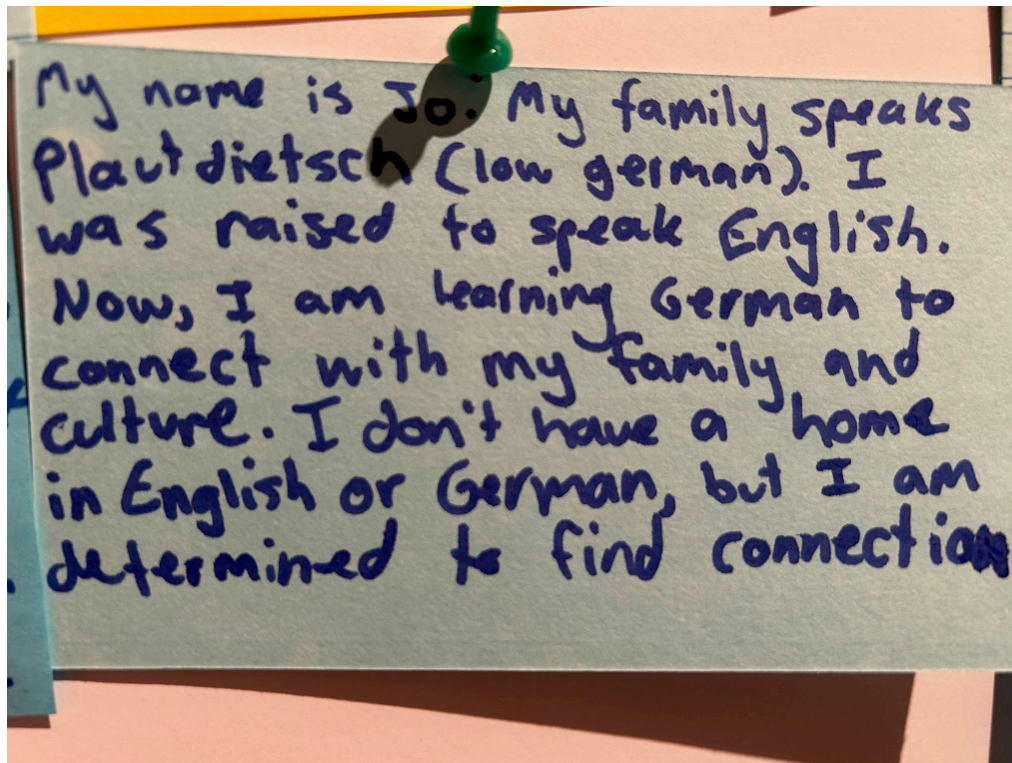 My name is Jo. My family speaks
Plautdietsch (low german). I
was raised to speak English.
Now, I am learning German to
connect with my family and
culture. I don't have a home
in English or German, but I am
determined to find connection